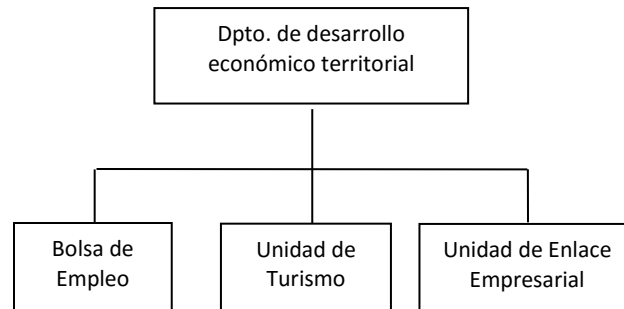 Dpto. de desarrollo
económico territorial
Bolsa de
Empleo
Unidad de
Turismo
Unidad de Enlace
Empresarial